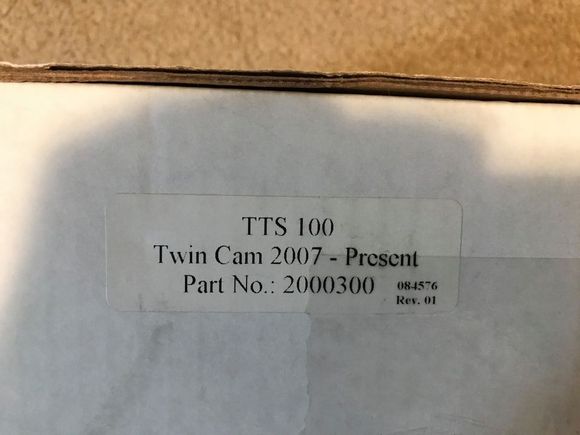 TTS 100
Twin Cam 2007 - Present
Part No.: 2000300
084576
Rev. 01